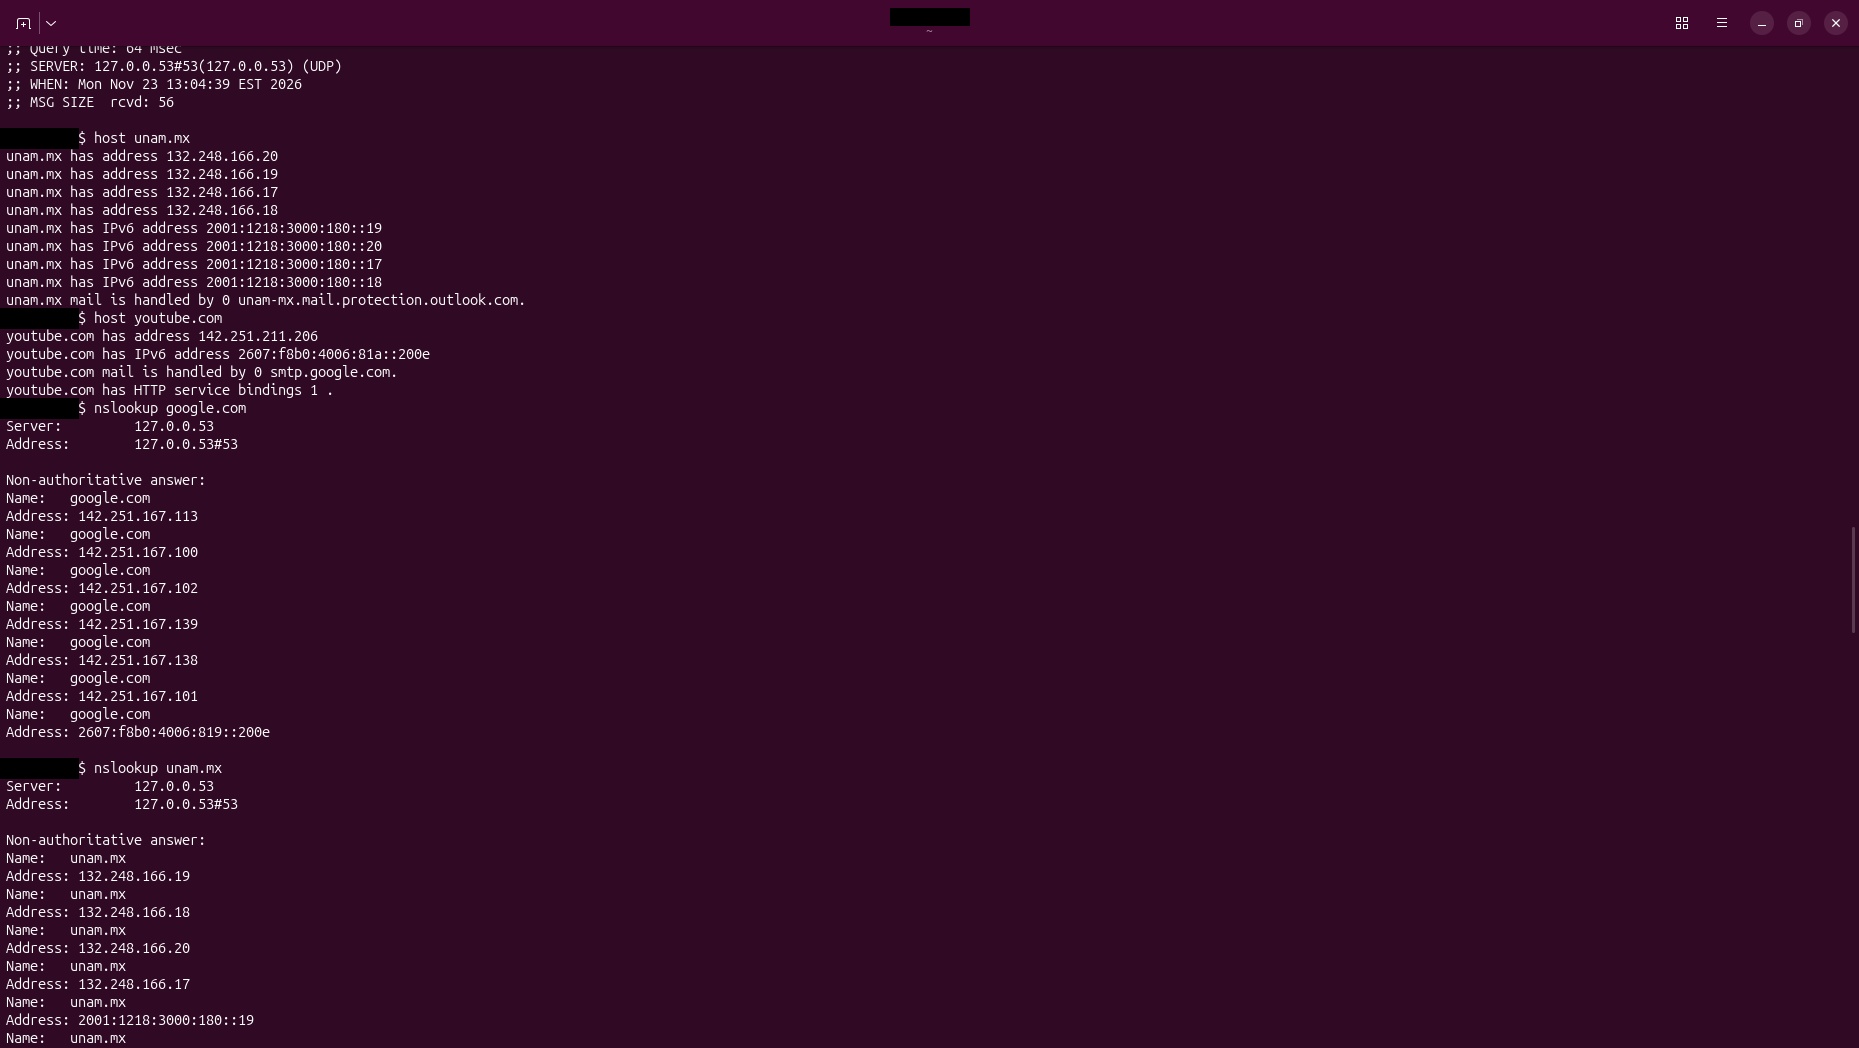 ~
;; Query time: 64 msec
;; SERVER: 127.0.0.53#53(127.0.0.53) (UDP)
;; WHEN: Mon Nov 23 13:04:39 EST 2026
;; MSG SIZE  rcvd: 56
$ host unam.mx
unam.mx has address 132.248.166.20
unam.mx has address 132.248.166.19
unam.mx has address 132.248.166.17
unam.mx has address 132.248.166.18
unam.mx has IPv6 address 2001:1218:3000:180::19
unam.mx has IPv6 address 2001:1218:3000:180::20
unam.mx has IPv6 address 2001:1218:3000:180::17
unam.mx has IPv6 address 2001:1218:3000:180::18
unam.mx mail is handled by 0 unam-mx.mail.protection.outlook.com.
$ host youtube.com
youtube.com has address 142.251.211.206
youtube.com has IPv6 address 2607:f8b0:4006:81a::200e
youtube.com mail is handled by 0 smtp.google.com.
youtube.com has HTTP service bindings 1 .
$ nslookup google.com
Server:         127.0.0.53
Address:        127.0.0.53#53
Non-authoritative answer:
Name:   google.com
Address: 142.251.167.113
Name:   google.com
Address: 142.251.167.100
Name:   google.com
Address: 142.251.167.102
Name:   google.com
Address: 142.251.167.139
Name:   google.com
Address: 142.251.167.138
Name:   google.com
Address: 142.251.167.101
Name:   google.com
Address: 2607:f8b0:4006:819::200e
$ nslookup unam.mx
Server:         127.0.0.53
Address:        127.0.0.53#53
Non-authoritative answer:
Name:   unam.mx
Address: 132.248.166.19
Name:   unam.mx
Address: 132.248.166.18
Name:   unam.mx
Address: 132.248.166.20
Name:   unam.mx
Address: 132.248.166.17
Name:   unam.mx
Address: 2001:1218:3000:180::19
Name:   unam.mx